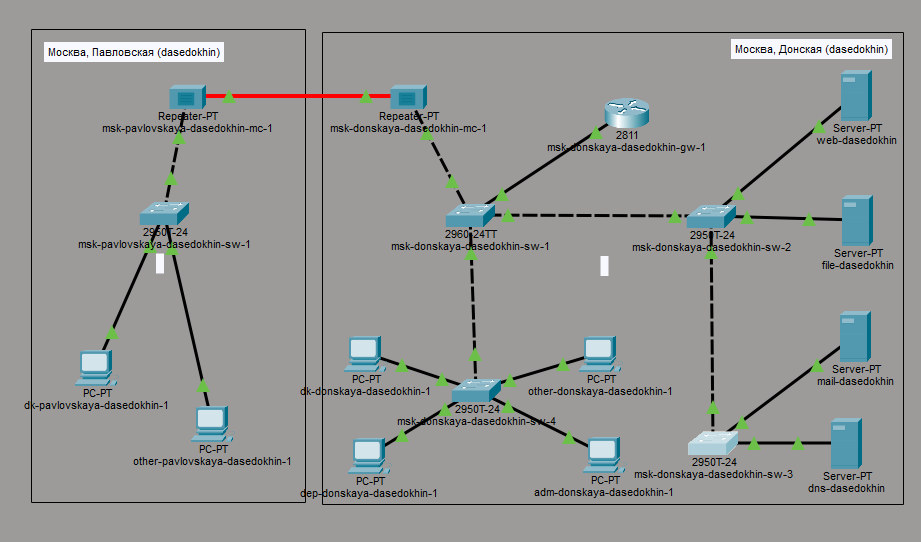 Москва, Павловская (dasedokhin)
Repeater-PT
msk-pavlovskaya-dasedokhin-mc-1
2950T-24
msk-pavlovskaya-dasedokhin-sw-1
PC-PT
dk-pavlovskaya-dasedokhin-1
PC-PT
other-pavlovskaya-dasedokhin-1
Москва, Донская (dasedokhin)
Repeater-PT
msk-donskaya-dasedokhin-mc-1
2811
msk-donskaya-dasedokhin-gw-1
Server-PT
web-dasedokhin
2960-24TT
msk-donskaya-dasedokhin-sw-1
2950T-24
msk-donskaya-dasedokhin-sw-2
Server-PT
file-dasedokhin
PC-PT
dk-donskaya-dasedokhin-1
PC-PT
other-donskaya-dasedokhin-1
Server-PT
mail-dasedokhin
2950T-24
msk-donskaya-dasedokhin-sw-4
PC-PT
dep-donskaya-dasedokhin-1
PC-PT
adm-donskaya-dasedokhin-1
2950T-24
msk-donskaya-dasedokhin-sw-3
Server-PT
dns-dasedokhin